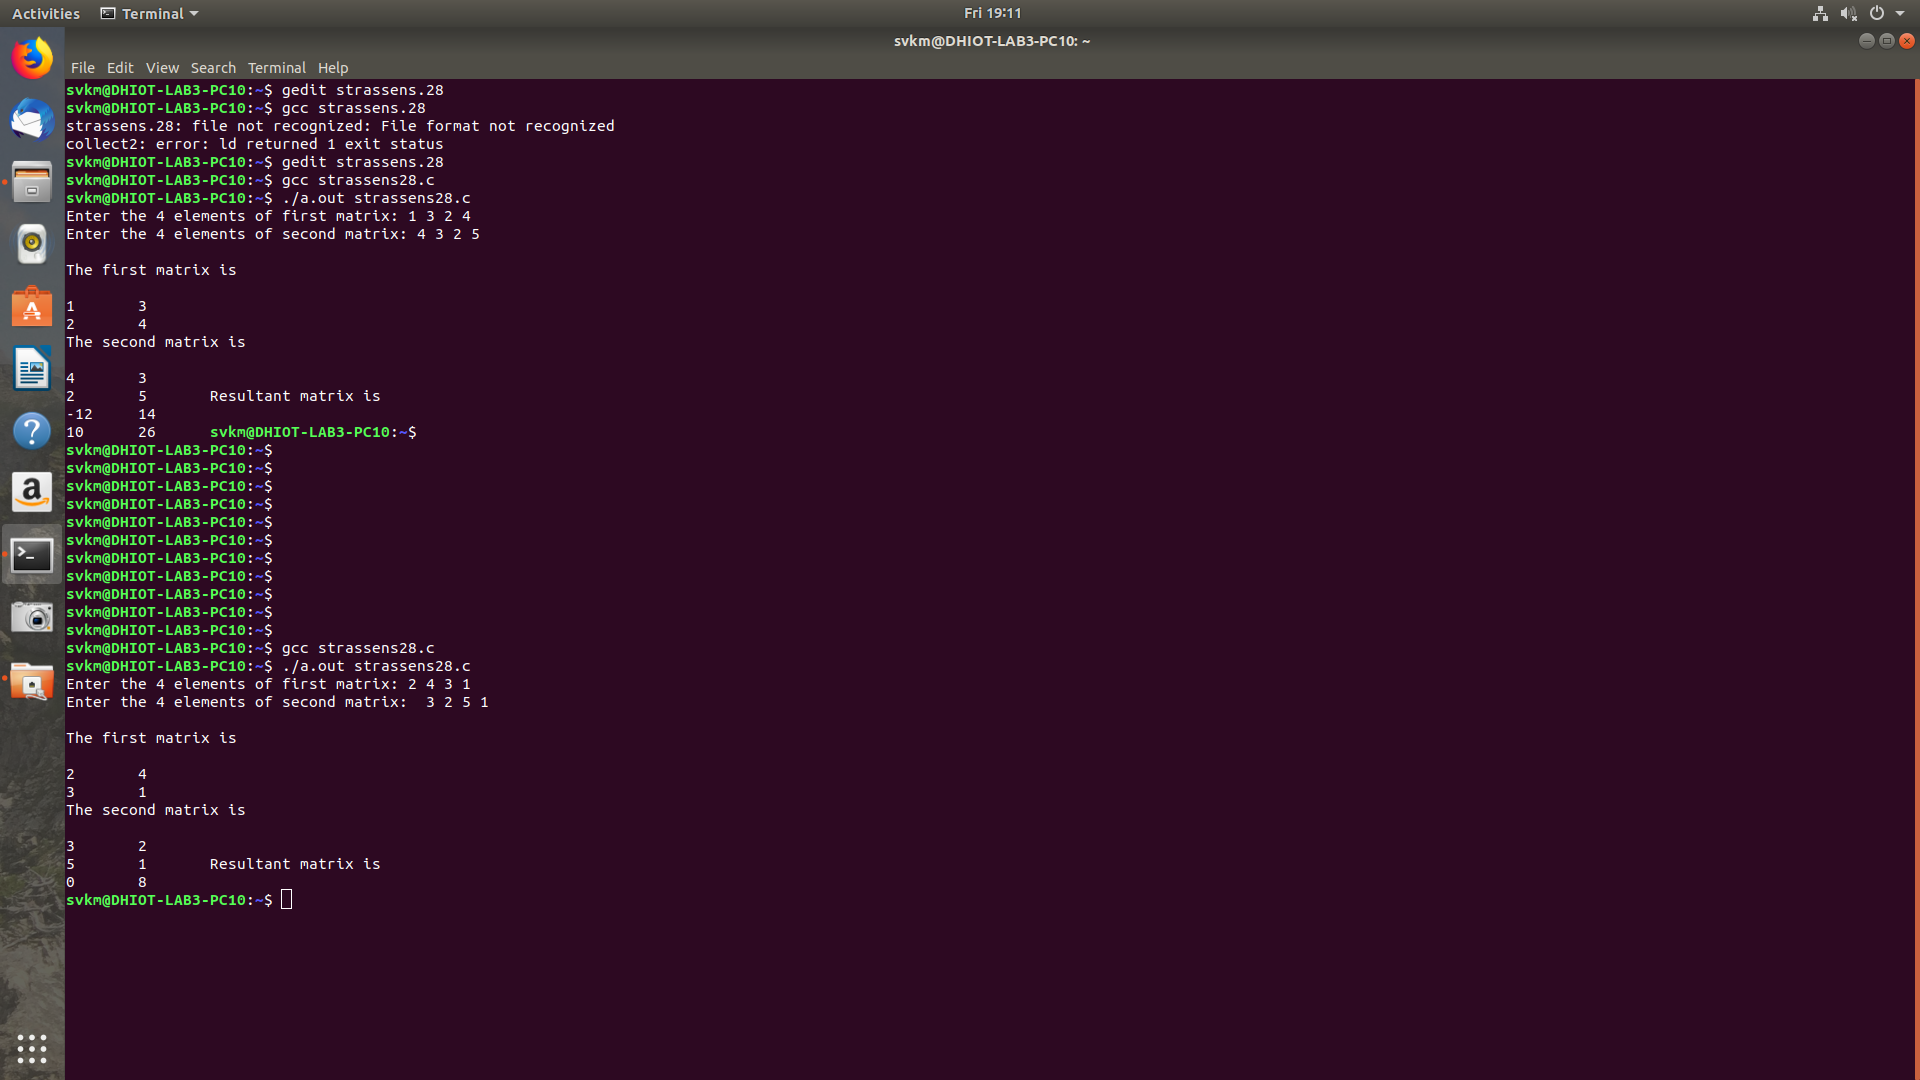 Activities Terminal Fri 19:11
svkm@DHIOT-LAB3-PC10: ~
File Edit View Search Terminal Help
svkm@DHIOT-LAB3-PC10:~$ gedit strassens.28
svkm@DHIOT-LAB3-PC10:~$ gcc strassens.28
strassens.28: file not recognized: File format not recognized
collect2: error: ld returned 1 exit status
svkm@DHIOT-LAB3-PC10:~$ gedit strassens.28
svkm@DHIOT-LAB3-PC10:~$ gcc strassens28.c
svkm@DHIOT-LAB3-PC10:~$ ./a.out strassens28.c
Enter the 4 elements of first matrix: 1 3 2 4
Enter the 4 elements of second matrix: 4 3 2 5
The first matrix is
1 3
2 4
The second matrix is
4 3
2 5 Resultant matrix is
-12 14
10 26 svkm@DHIOT-LAB3-PC10:~$
svkm@DHIOT-LAB3-PC10:~$
svkm@DHIOT-LAB3-PC10:~$
svkm@DHIOT-LAB3-PC10:~$
svkm@DHIOT-LAB3-PC10:~$
svkm@DHIOT-LAB3-PC10:~$
svkm@DHIOT-LAB3-PC10:~$
svkm@DHIOT-LAB3-PC10:~$
svkm@DHIOT-LAB3-PC10:~$
svkm@DHIOT-LAB3-PC10:~$
svkm@DHIOT-LAB3-PC10:~$
svkm@DHIOT-LAB3-PC10:~$
svkm@DHIOT-LAB3-PC10:~$ gcc strassens28.c
svkm@DHIOT-LAB3-PC10:~$ ./a.out strassens28.c
Enter the 4 elements of first matrix: 2 4 3 1
Enter the 4 elements of second matrix:  3 2 5 1
The first matrix is
2 4
3 1
The second matrix is
3 2
5 1 Resultant matrix is
0 8
svkm@DHIOT-LAB3-PC10:~$